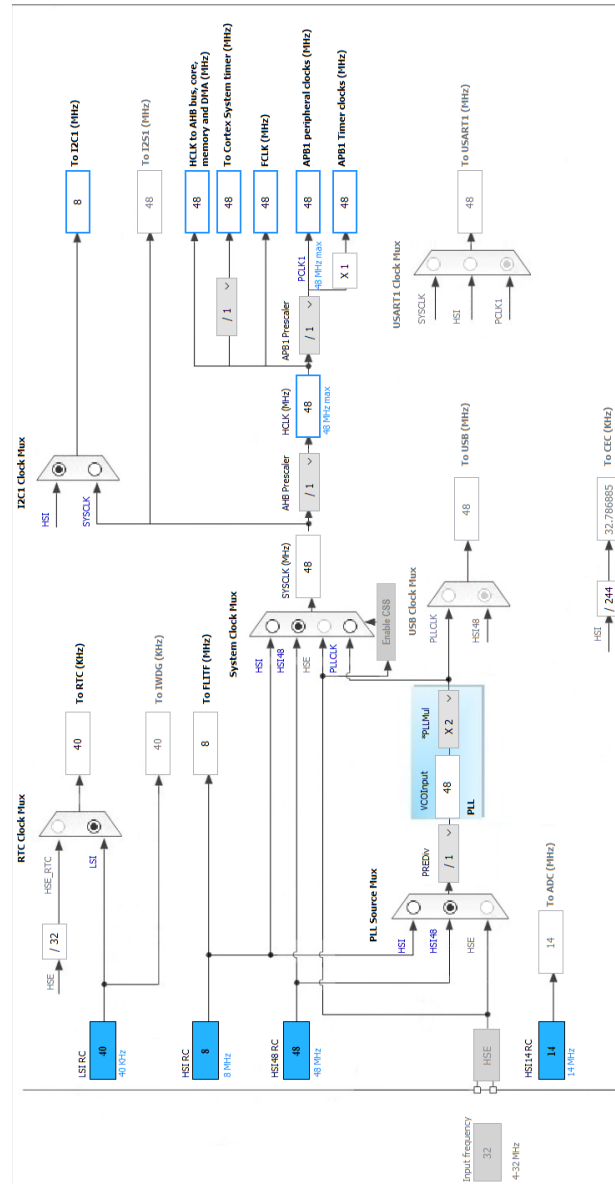 Input frequency
32
4-32 MHz
LSI RC
40
40 KHz
HSI RC
8
8 MHz
HSI48 RC
48
48 MHz
HSE
HSI14 RC
14
14 MHz
HSE
/ 32
HSE_RTC
LSI
RTC Clock Mux
40
To RTC (KHz)
40
To IWDG (KHz)
8
To FLITF (MHz)
PLL Source Mux
HSI
HSI48
HSE
PREDiv
/ 1
VCOInput
48
*PLLMul
X 2
PLL
14
To ADC (MHz)
System Clock Mux
HSI
HSI48
HSE
PLLCLK
Enable CSS
SYSCLK (MHz)
48
USB Clock Mux
PLLCLK
HSI48
48
To USB (MHz)
I2C1 Clock Mux
HSI
SYSCLK
8
To I2C1 (MHz)
48
To I2S1 (MHz)
AHB Prescaler
/ 1
HCLK (MHz)
48
48 MHz max
APB1 Prescaler
/ 1
/ 1
PCLK1
48 MHz max
X 1
48
HCLK to AHB bus, core,
memory and DMA (MHz)
48
To Cortex System timer (MHz)
48
FCLK (MHz)
48
APB1 peripheral clocks (MHz)
48
APB1 Timer clocks (MHz)
USART1 Clock Mux
SYSCLK
HSI
PCLK1
48
To USART1 (MHz)
HSI
/ 244
32.786885
To CEC (KHz)